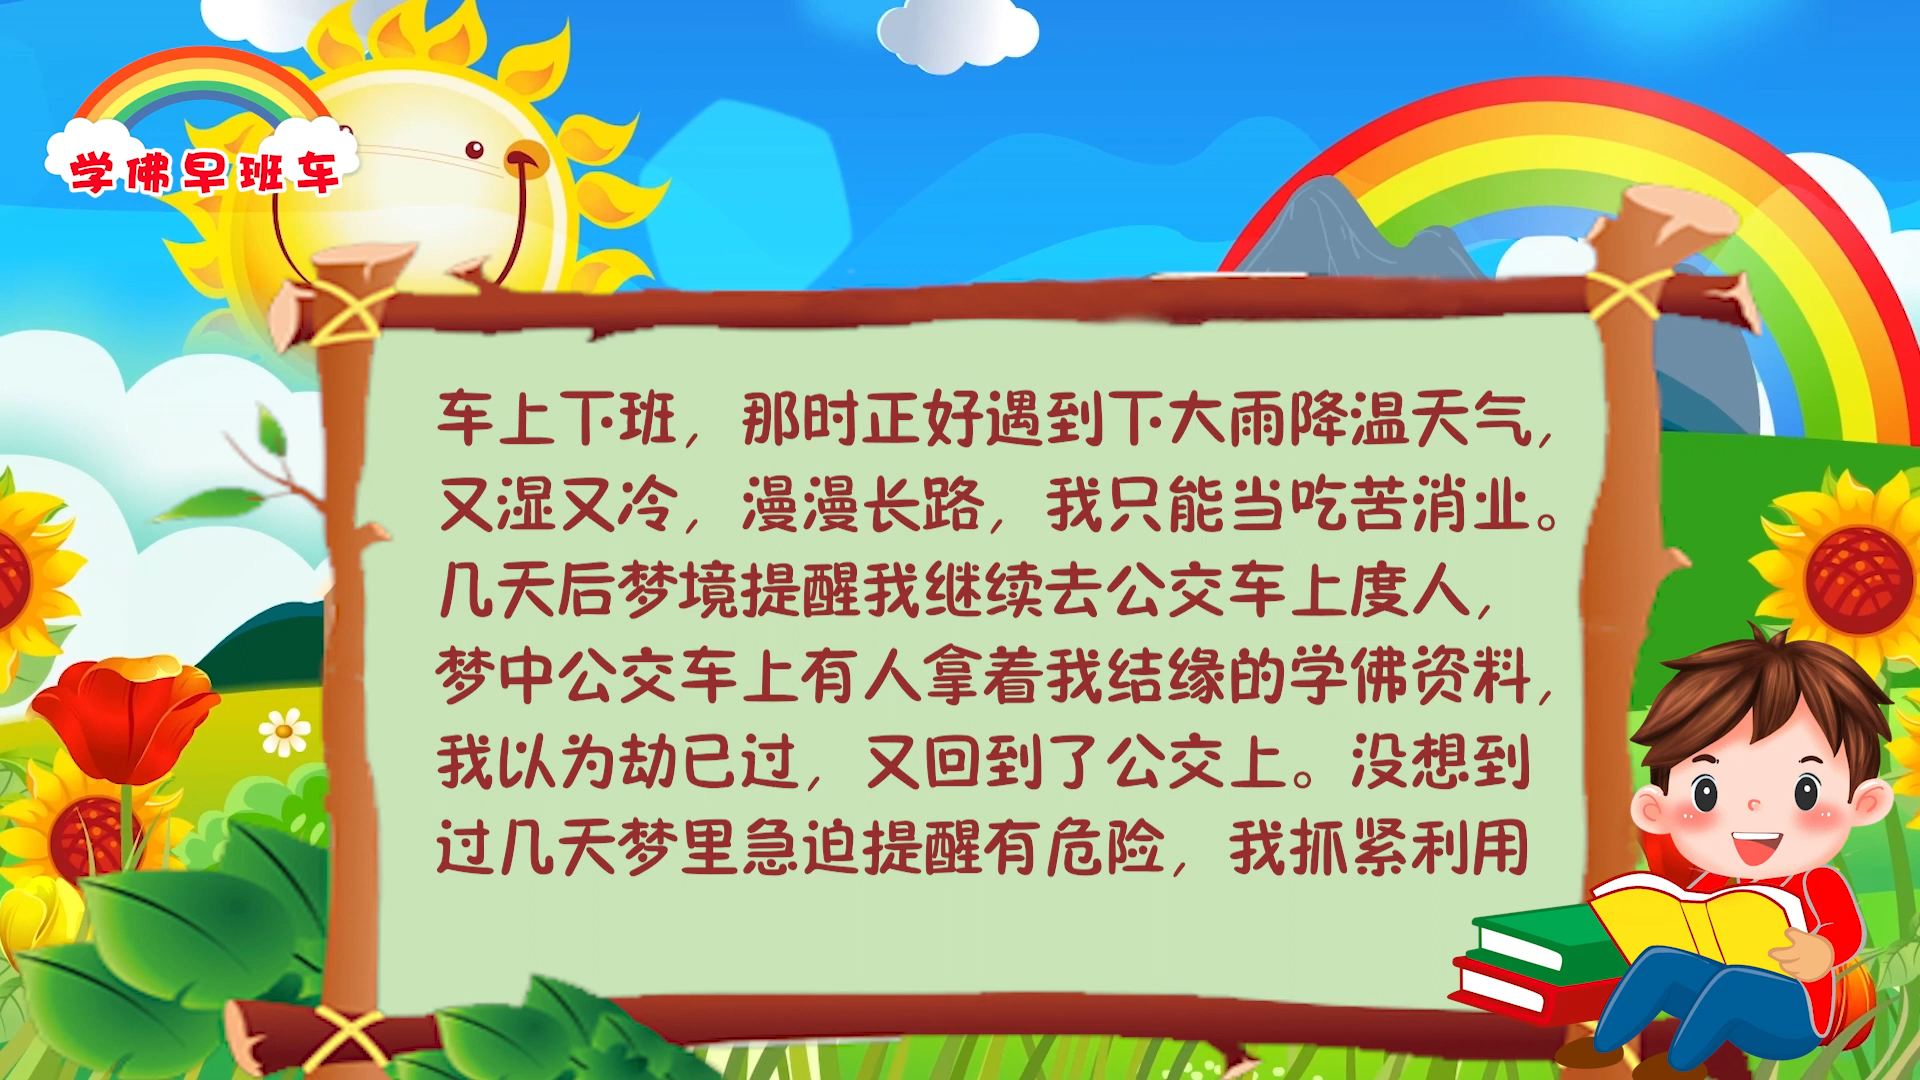 学佛早班车
车上下班，那时正好遇到下大雨降温天气，
又湿又冷，漫漫长路，我只能当吃苦消业。
几天后梦境提醒我继续去公交车上度人，
梦中公交车上有人拿着我结缘的学佛资料，
我以为劫已过，又回到了公交上。没想到
过几天梦里急迫提醒有危险，我抓紧利用